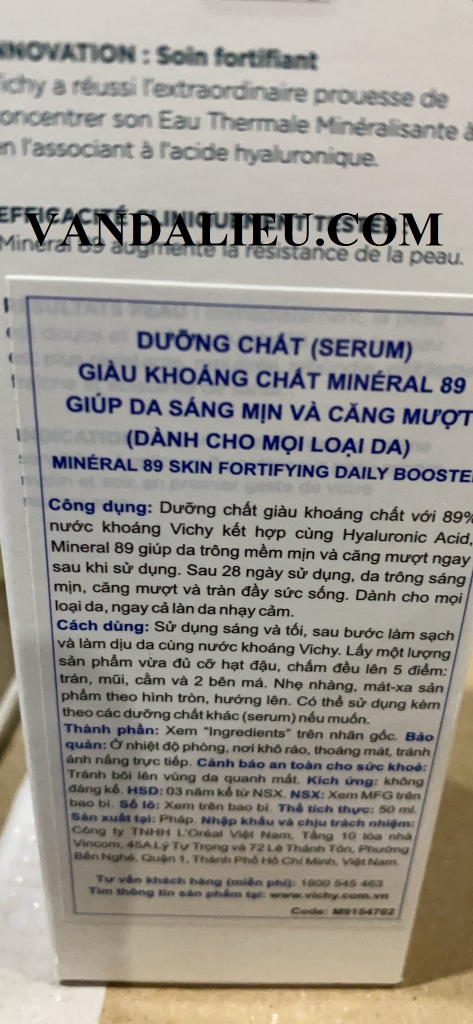 NNOVATION : Soin fortifiant
ichy a réussi l'extraordinaire prouesse de
oncentrer son Eau Thermale Minéralisante à
n l'associant à l'acide hyaluronique.
EFFICACITÉ CLINIQUEMENT TESTÉE
VANDALIEU.COM
Minéral 89 augmente la résistance de la peau.
DƯỠNG CHẤT (SERUM)
GIÀU KHOÁNG CHẤT MINÉRAL 89
GIÚP DA SÁNG MỊN VÀ CĂNG MƯỢT
(DÀNH CHO MỌI LOẠI DA)
MINÉRAL 89 SKIN FORTIFYING DAILY BOOSTE
Công dụng: Dưỡng chất giàu khoáng chất với 89%
nước khoáng Vichy kết hợp cùng Hyaluronic Acid,
Mineral 89 giúp da trông mềm mịn và căng mượt ngay
sau khi sử dụng. Sau 28 ngày sử dụng, da trông sáng
mịn, căng mượt và tràn đầy sức sống. Dành cho mọi
loại da, ngay cả làn da nhạy cảm.
Cách dùng: Sử dụng sáng và tối, sau bước làm sạch
và làm dịu da cùng nước khoáng Vichy. Lấy một lượng
sản phẩm vừa đủ cỡ hạt đậu, chấm đều lên 5 điểm:
trán, mũi, cằm và 2 bên má. Nhẹ nhàng, mát-xa sản
phẩm theo hình tròn, hướng lên. Có thể sử dụng kèm
theo các dưỡng chất khác (serum) nếu muốn.
Thành phần: Xem "Ingredients" trên nhãn gốc. Bảo
quản: Ở nhiệt độ phòng, nơi khô ráo, thoáng mát, tránh
ánh nắng trực tiếp. Cảnh báo an toàn cho sức khoẻ:
Tránh bôi lên vùng da quanh mắt. Kích ứng: không
đáng kể. HSD: 03 năm kể từ NSX. NSX: Xem MFG trên
bao bì. Số lô: Xem trên bao bì. Thể tích thực: 50 ml.
Sản xuất tại: Pháp. Nhập khẩu và chịu trách nhiệm:
Công ty TNHH L'Oréal Việt Nam, Tầng 10 tòa nhà
Vincom, 45A Lý Tự Trọng và 72 Lê Thánh Tôn, Phường
Bến Nghé, Quận 1, Thành Phố Hồ Chí Minh, Việt Nam.
Tư vấn khách hàng (miễn phí): 1800 545 463
Tìm thông tin sản phẩm tại: www.vichy.com.vn
Code: M9154702